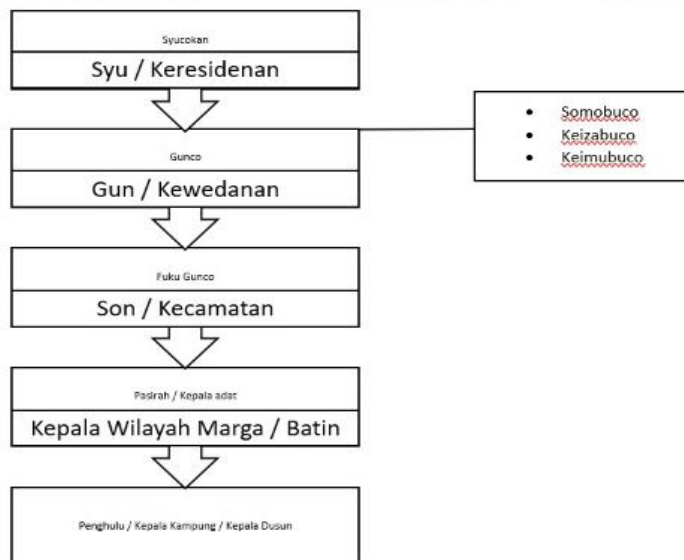 Syucokan
Syu / Keresidenan
Gunco
Gun / Kewedanan
• Somobuco
• Keizabuco
• Keimubuco
Fuku Gunco
Son / Kecamatan
Pasirah / Kepala adat
Kepala Wilayah Marga / Batin
Penghulu / Kepala Kampung / Kepala Dusun